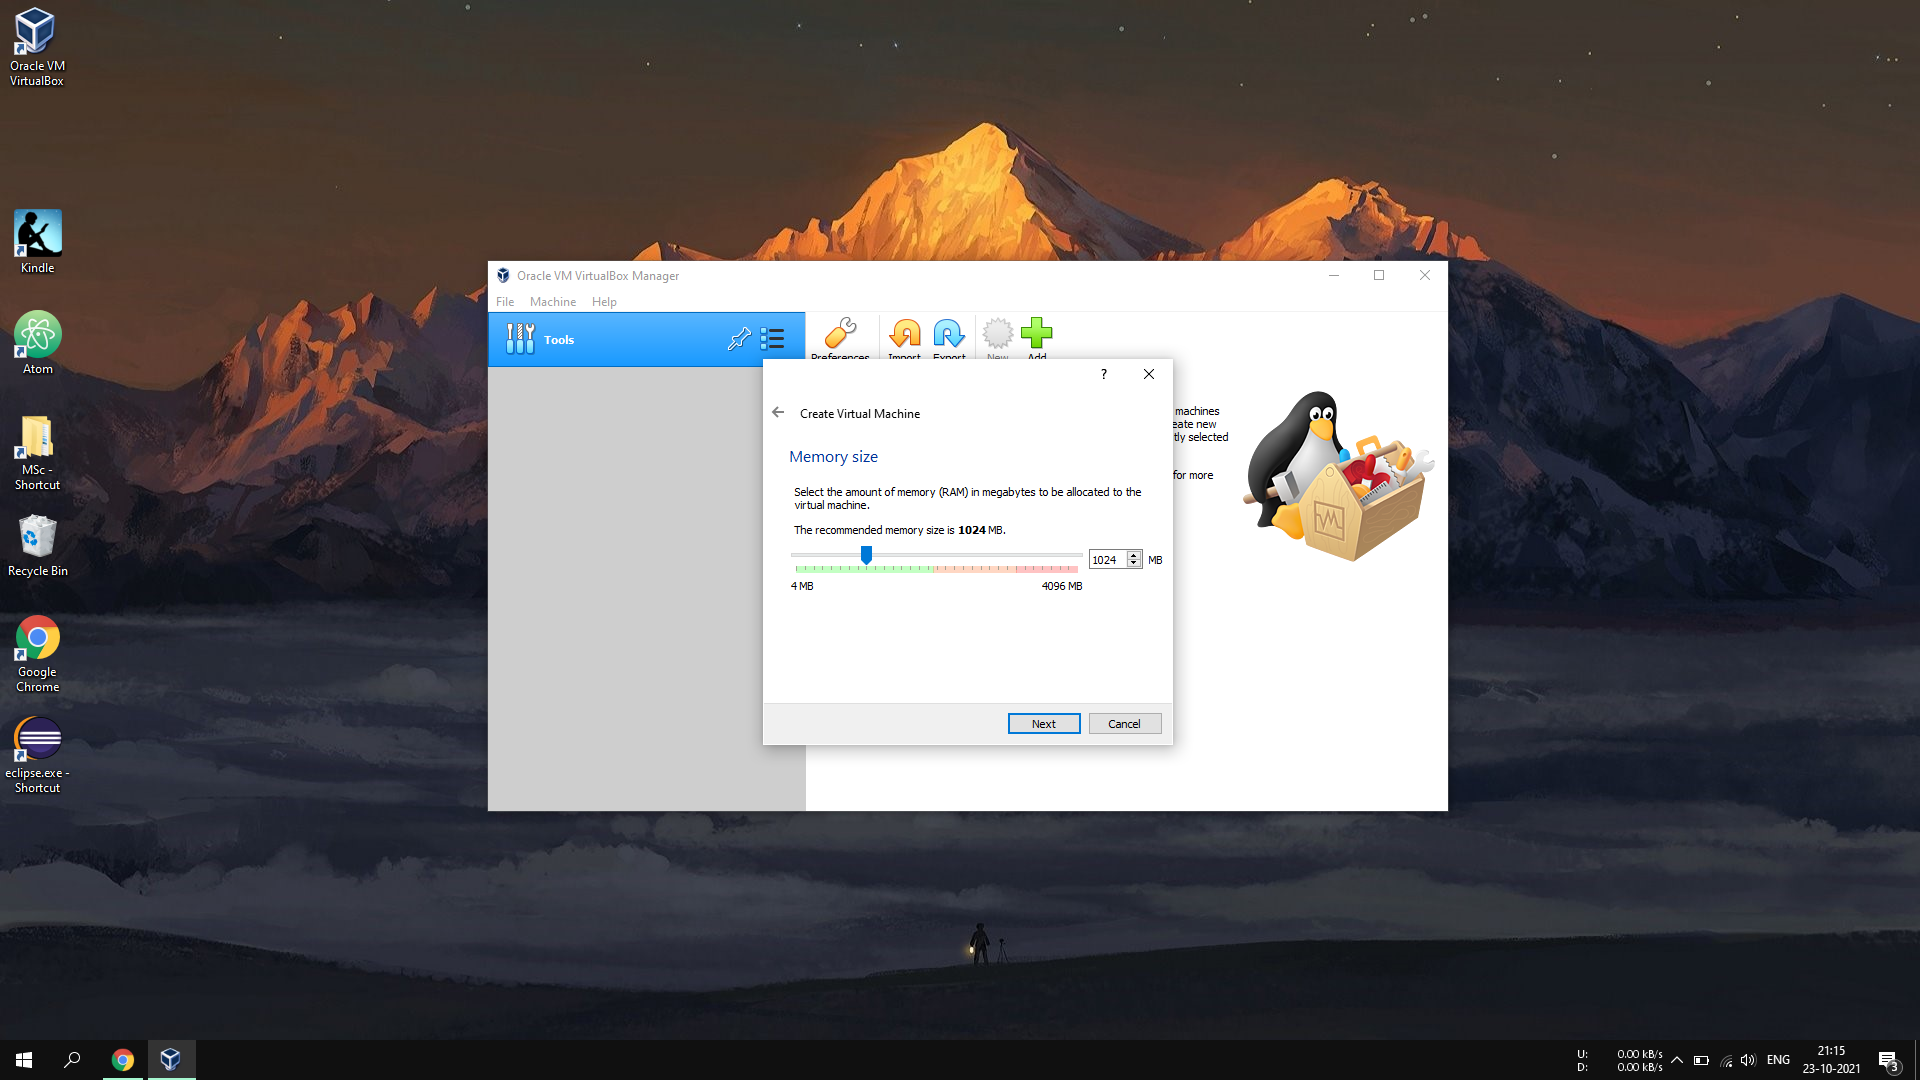 Oracle VM
VirtualBox
Kindle
Atom
MSc -
Shortcut
Recycle Bin
Google
Chrome
eclipse.exe -
Shortcut
Oracle VM VirtualBox Manager
File Machine Help
Tools
Preferences Import Export New Add
machines
eate new
tly selected
for more
?
Create Virtual Machine
Memory size
Select the amount of memory (RAM) in megabytes to be allocated to the
virtual machine.
The recommended memory size is 1024 MB.
1024 MB
4 MB 4096 MB
Next Cancel
U: 0.00 kB/s
D: 0.00 kB/s
ENG
21:15
23-10-2021
3